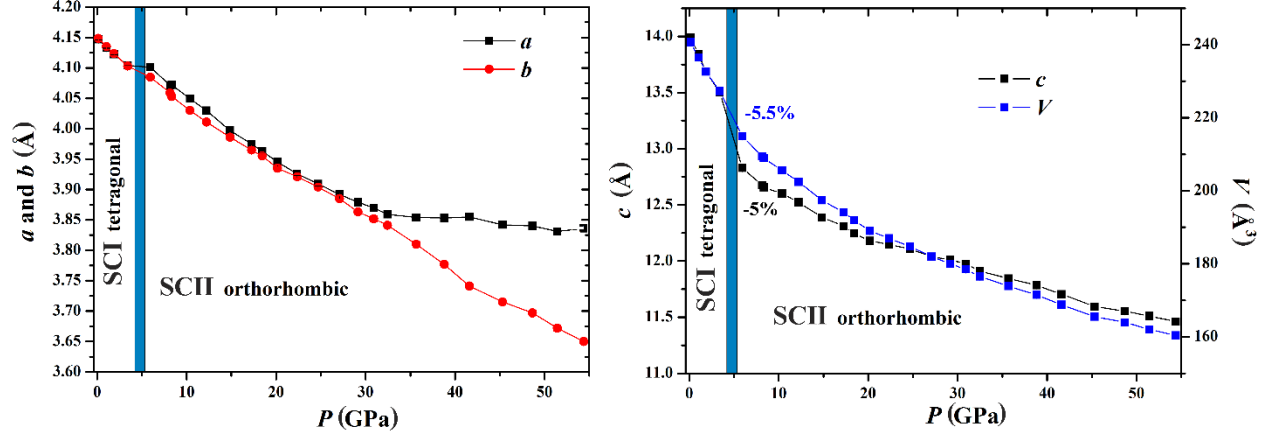 4.20
4.15
4.10
4.05
4.00
3.95
3.90
3.85
3.80
3.75
3.70
3.65
3.60
a and b (Å)
a
b
SCI tetragonal
SCII orthorhombic
0 10 20 30 40 50
P (GPa)
14.0
13.5
13.0
12.5
12.0
11.5
11.0
c (Å)
c
V
-5.5%
-5%
SCI tetragonal
SCII orthorhombic
0 10 20 30 40 50
P (GPa)
240
220
200
180
160
V (Å³)